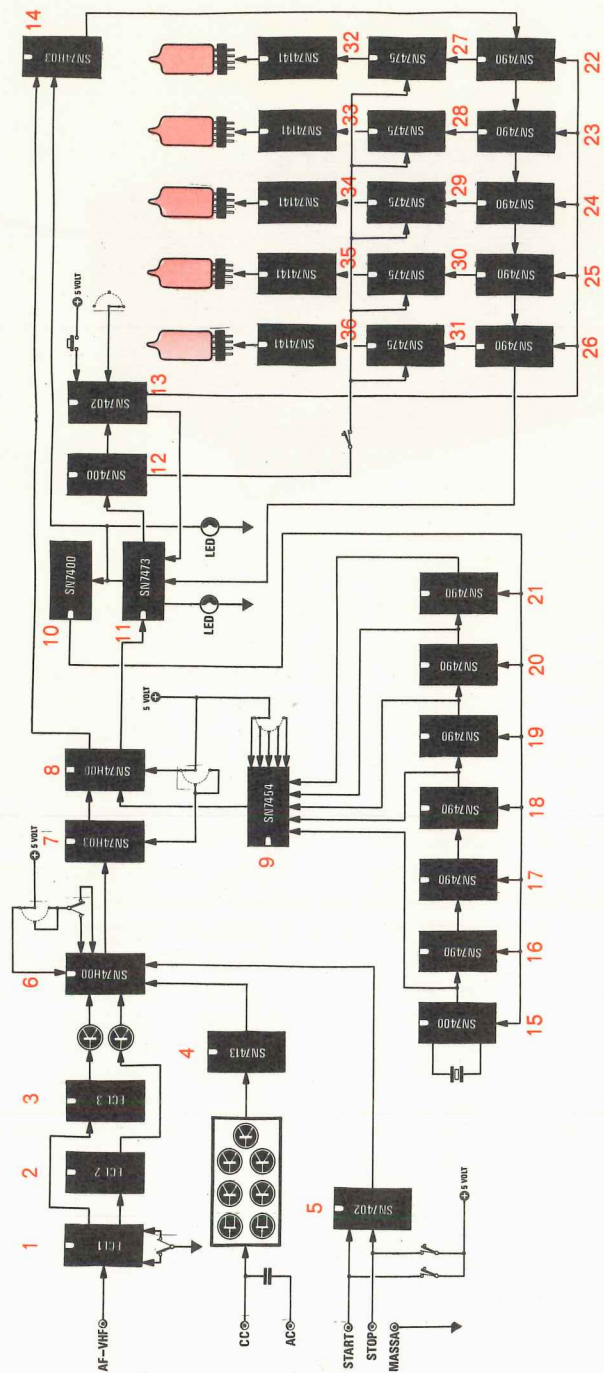 14
SN74H03
SN74141
32
SN7475
27
SN7490
22
SN74141
33
SN7475
28
SN7490
23
SN74141
34
SN7475
29
SN7490
24
SN74141
35
SN7475
30
SN7490
25
SN74141
36
SN7475
31
SN7490
26
5 VOLT
SN7402
13
SN7400
12
10
SN7400
11
SN7473
LED
LED
8
SN74H00
7
SN74H03
5 VOLT
5 VOLT
SN7454
9
6
SN74H00
SN7490
21
SN7490
20
SN7490
19
SN7490
18
SN7490
17
SN7490
16
SN7400
15
3
ECL 3
2
ECL 2
1
ECL 1
4
SN7413
5
SN7402
AF-VHF
CC
AC
START
STOP
MASSA
5 VOLT